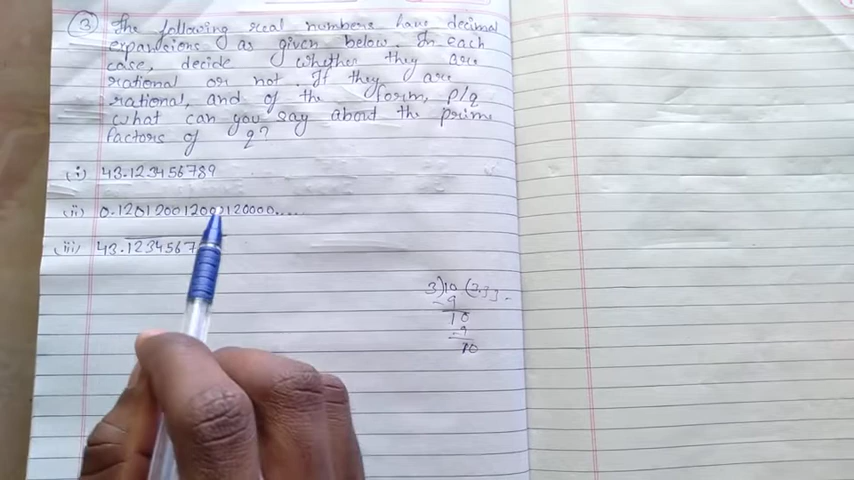 (3) The following real numbers have decimal
expansions as given below. In each
case, decide whether they are
rational or not. If they are
rational, and of the form, p/q
what can you say about the prime
factors of q?
(i) 43.123456789
(ii) 0.120120012000120000.....
(iii) 43.1234567
3)10(3.33-
-9
10
-9
10